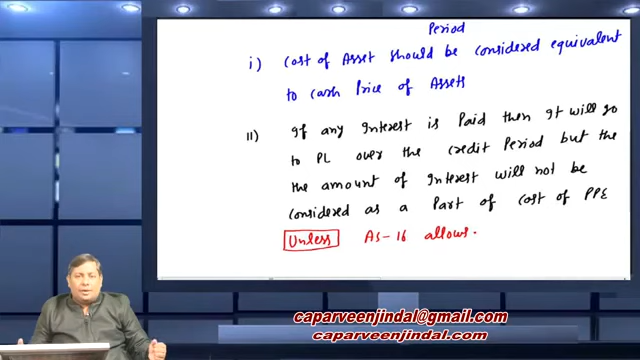 Period
i) Cost of Asset should be considered equivalent
to cash Price of Assets
II) If any Interest is Paid then It will go
to PL over the credit Period but the
the amount of Interest will not be
considered as a Part of cost of PPE
Unless AS-16 allows.
caparveenjindal@gmail.com
caparveenjindal.com